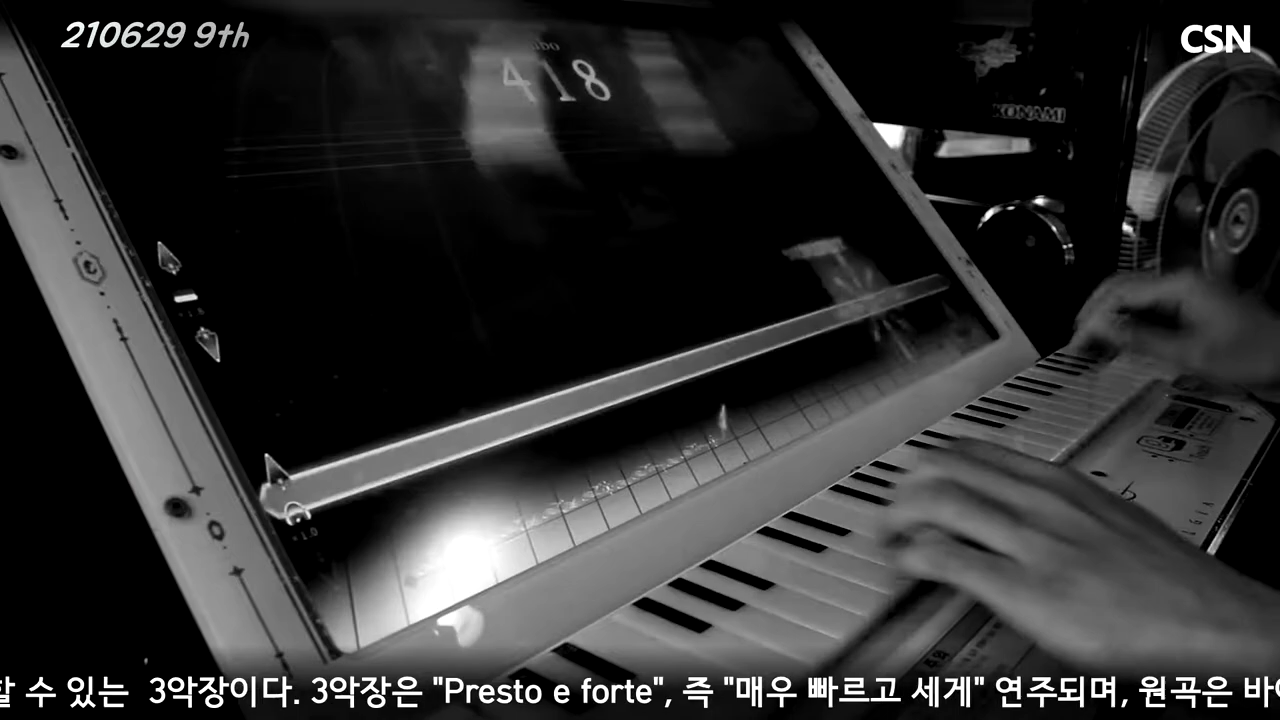 210629 9th
CSN
418
KONAMI
할 수 있는 3악장이다. 3악장은 "Presto e forte", 즉 "매우 빠르고 세게" 연주되며, 원곡은